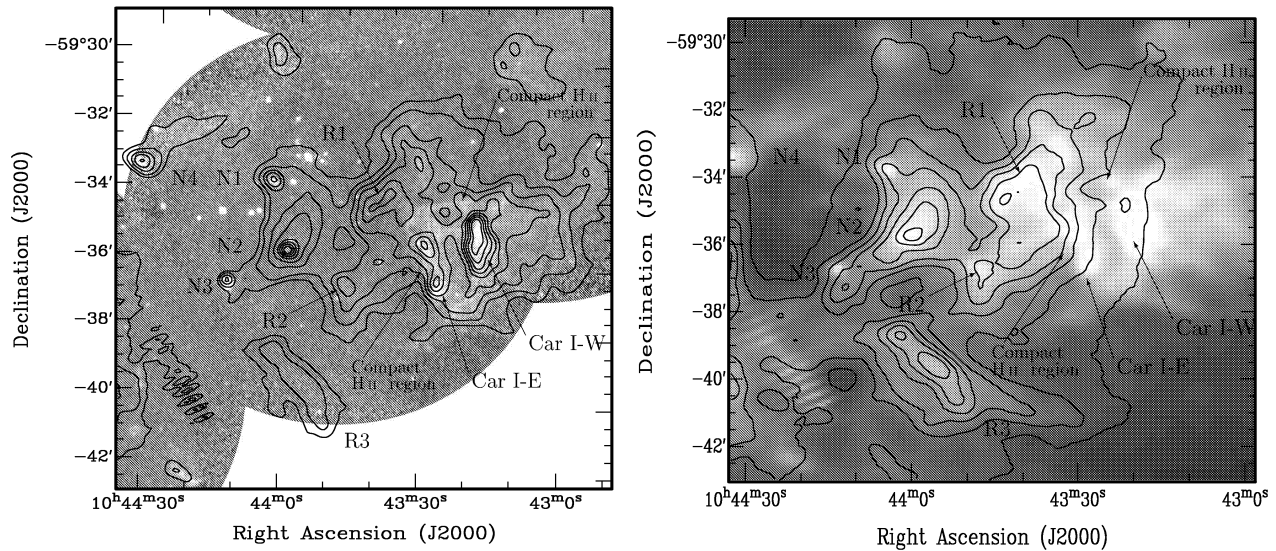 −59°30′
−32′
−34′
−36′
−38′
−40′
−42′
10h44m30s
44m0s
43m30s
43m0s
Right Ascension (J2000)
Declination (J2000)
R1
Compact H II
region
N4
N1
N2
N3
R2
Car I-W
Compact
H II region
Car I-E
R3
−59°30′
−32′
−34′
−36′
−38′
−40′
−42′
10h44m30s
44m0s
43m30s
43m0s
Right Ascension (J2000)
Declination (J2000)
Compact H II
region
R1
N4
N1
N2
N3
R2
Car I-W
Compact
H II region
Car I-E
R3